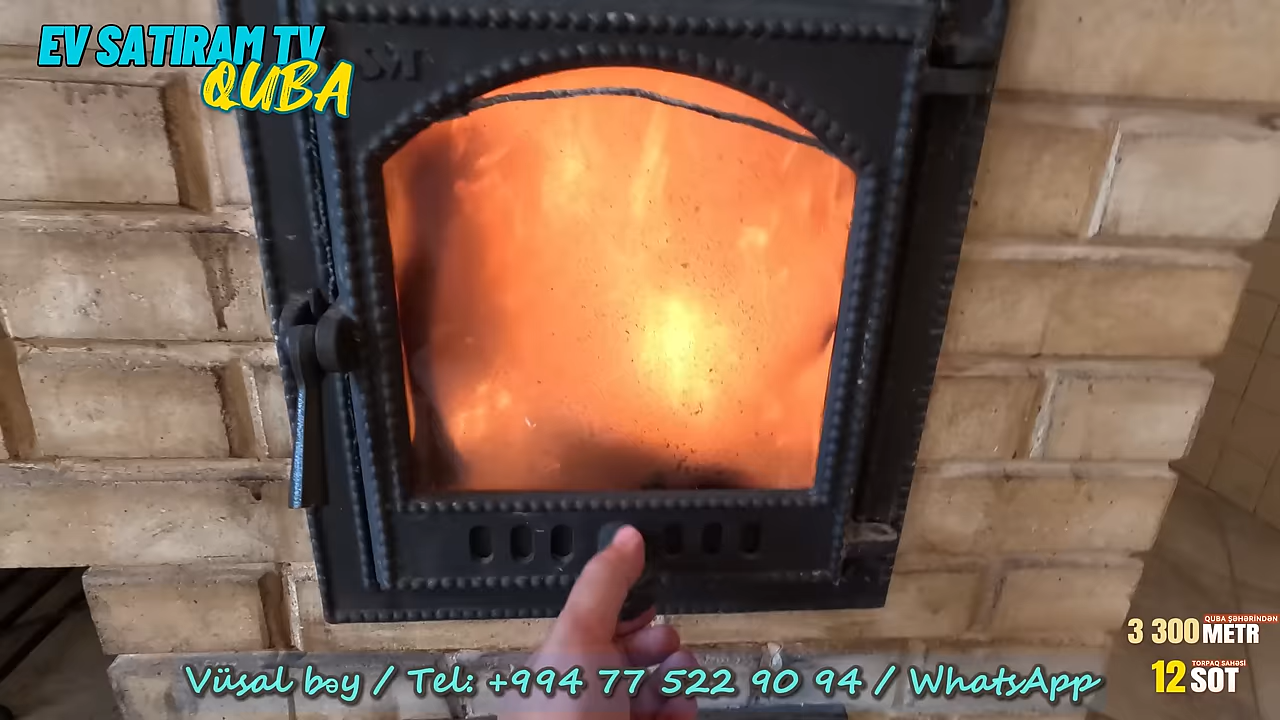 EV SATIRAM TV
QUBA
QUBA ŞƏHƏRİNDƏN
3 300 METR
TORPAQ SAHƏSİ
12 SOT
Vüsal bəy / Tel: +994 77 522 90 94 / WhatsApp